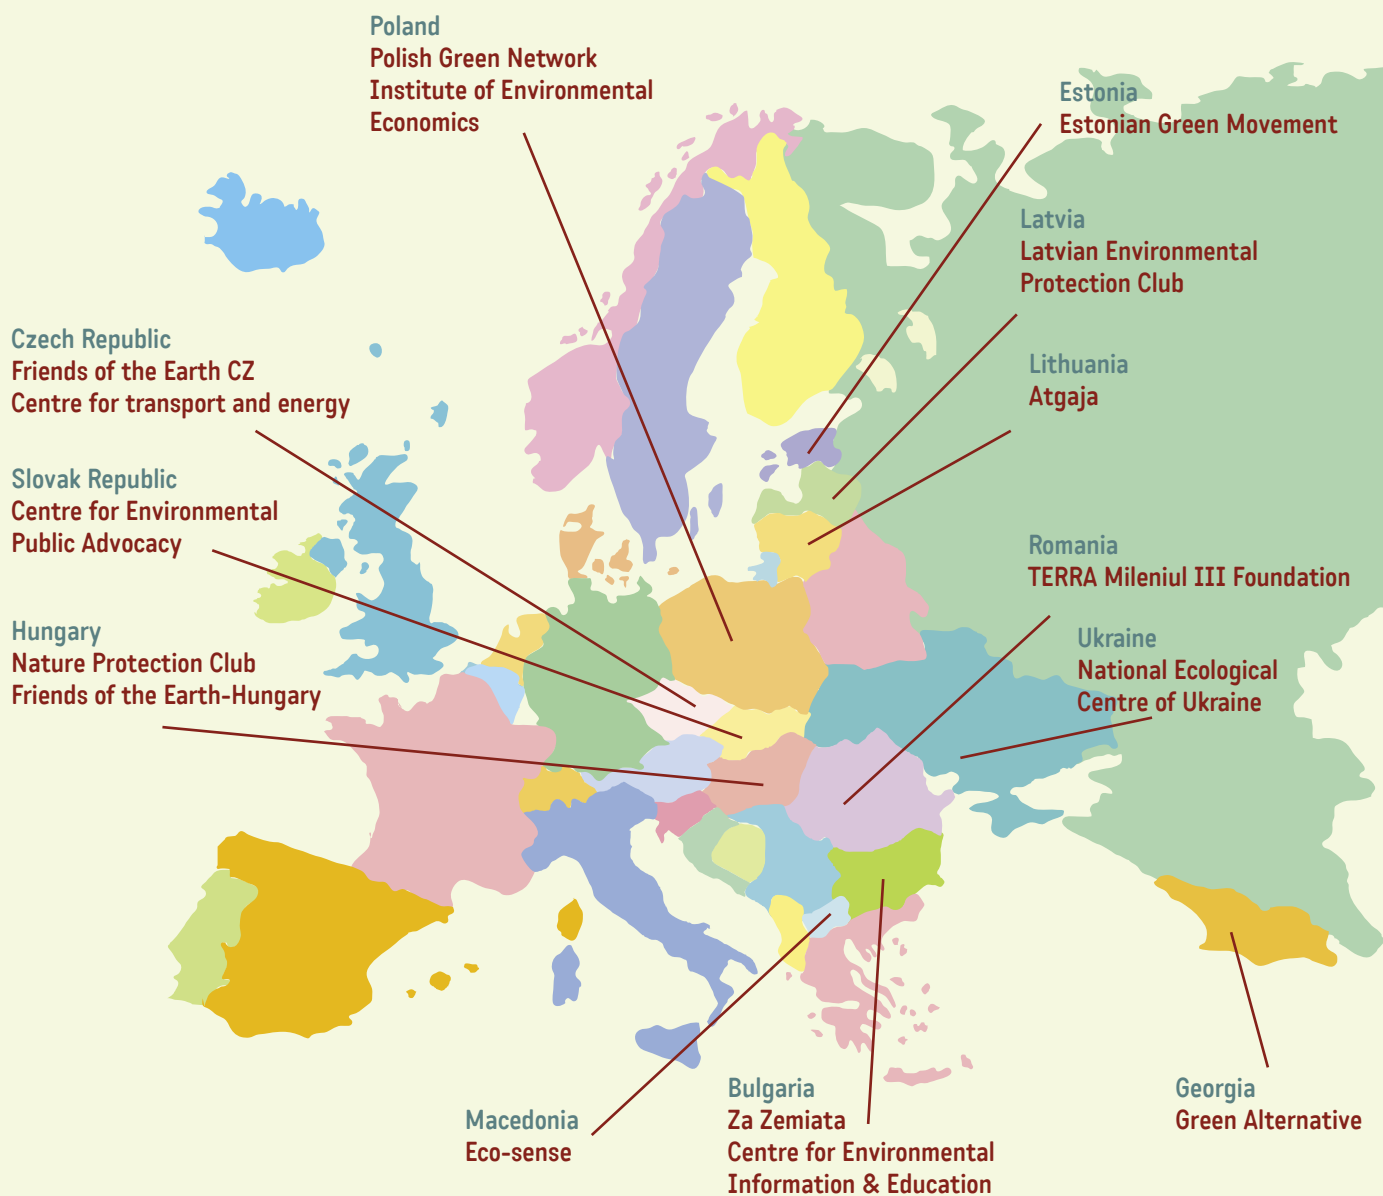 Poland
Polish Green Network
Institute of Environmental
Economics
Estonia
Estonian Green Movement
Latvia
Latvian Environmental
Protection Club
Czech Republic
Friends of the Earth CZ
Centre for transport and energy
Lithuania
Atgaja
Slovak Republic
Centre for Environmental
Public Advocacy
Romania
TERRA Mileniul III Foundation
Hungary
Nature Protection Club
Friends of the Earth-Hungary
Ukraine
National Ecological
Centre of Ukraine
Macedonia
Eco-sense
Bulgaria
Za Zemiata
Centre for Environmental
Information & Education
Georgia
Green Alternative